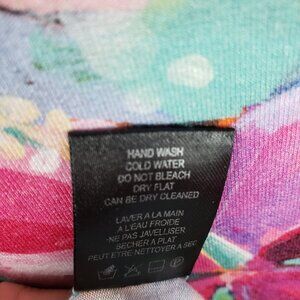 HAND WASH
COLD WATER
DO NOT BLEACH
DRY FLAT
CAN BE DRY CLEANED
LAVER A LA MAIN
A L'EAU FROIDE
-NE PAS JAVELLISER
SECHER A PLAT
PEUT ETRE NETTOYER A SEC